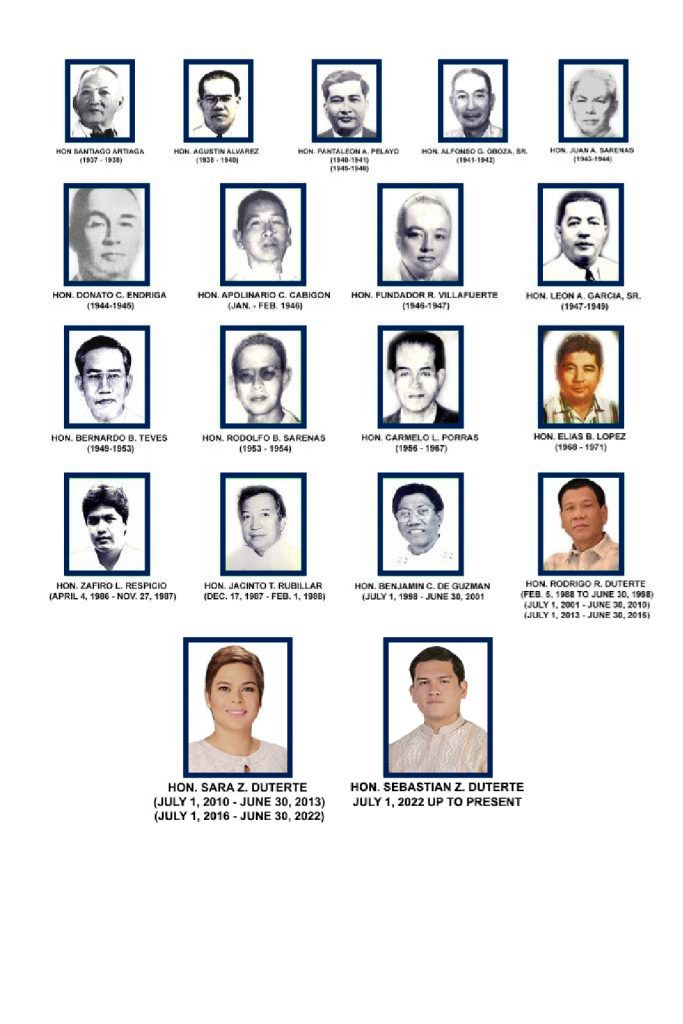 HON SANTIAGO ARTIAGA
(1937 - 1938)
HON. AGUSTIN ALVAREZ
(1938 - 1940)
HON. PANTALEON A. PELAYO
(1940-1941)
(1945-1946)
HON. ALFONSO G. OBOZA, SR.
(1941-1942)
HON. JUAN A. SARENAS
(1943-1944)
HON. DONATO C. ENDRIGA
(1944-1945)
HON. APOLINARIO C. CABIGON
(JAN. - FEB. 1946)
HON. FUNDADOR R. VILLAFUERTE
(1946-1947)
HON. LEON A. GARCIA, SR.
(1947-1949)
HON. BERNARDO B. TEVES
(1949-1953)
HON. RODOLFO B. SARENAS
(1953 - 1954)
HON. CARMELO L. PORRAS
(1956 - 1967)
HON. ELIAS B. LOPEZ
(1968 - 1971)
HON. ZAFIRO L. RESPICIO
(APRIL 4, 1986 - NOV. 27, 1987)
HON. JACINTO T. RUBILLAR
(DEC. 17, 1987 - FEB. 1, 1988)
HON. BENJAMIN C. DE GUZMAN
(JULY 1, 1998 - JUNE 30, 2001
HON. RODRIGO R. DUTERTE
(FEB. 5, 1988 TO JUNE 30, 1998)
(JULY 1, 2001 - JUNE 30, 2010)
(JULY 1, 2013 - JUNE 30, 2016)
HON. SARA Z. DUTERTE
(JULY 1, 2010 - JUNE 30, 2013)
(JULY 1, 2016 - JUNE 30, 2022)
HON. SEBASTIAN Z. DUTERTE
JULY 1, 2022 UP TO PRESENT